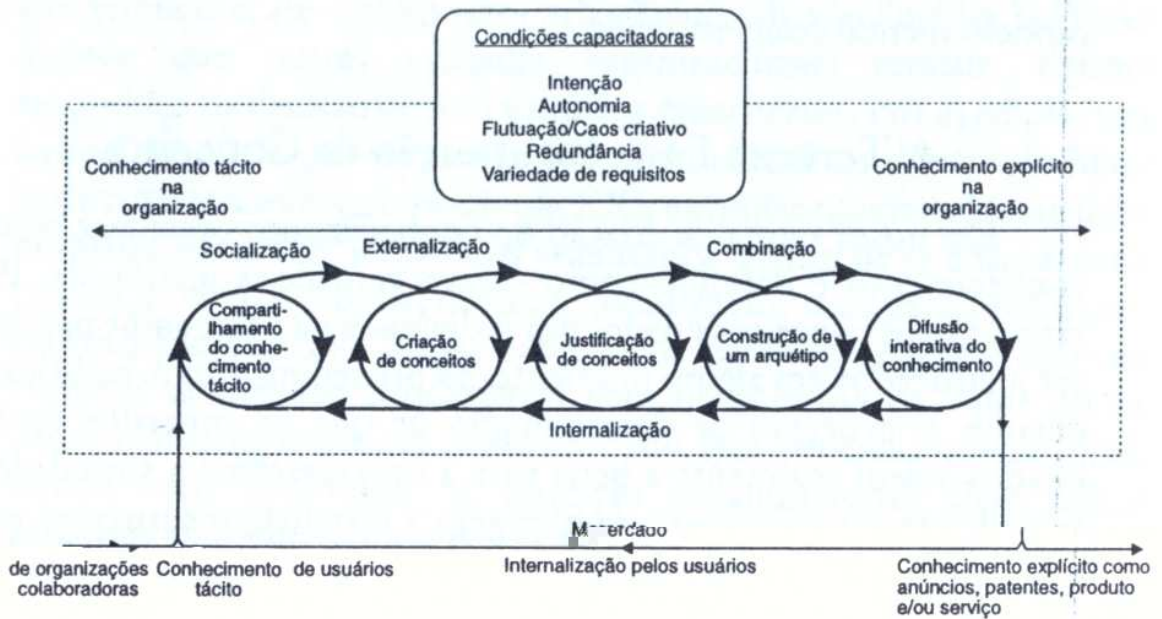 Condições capacitadoras
Intenção
Autonomia
Flutuação/Caos criativo
Redundância
Variedade de requisitos
Conhecimento tácito
na
organização
Conhecimento explícito
na
organização
Socialização
Externalização
Combinação
Comparti-
lhamento
do conhe-
cimento
tácito
Criação
de conceitos
Justificação
de conceitos
Construção de
um arquétipo
Difusão
interativa do
conhecimento
Internalização
de organizações
colaboradoras
Conhecimento
tácito
de usuários
Internalização pelos usuários
Conhecimento explícito como
anúncios, patentes, produto
e/ou serviço